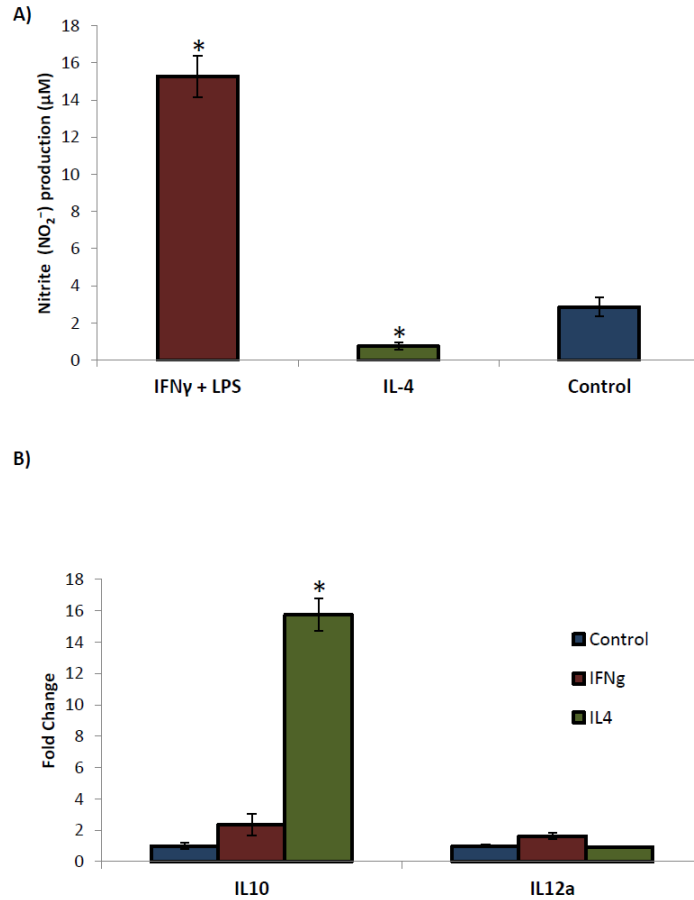 A)
Nitrite (NO₂⁻) production (µM)
18
16
14
12
10
8
6
4
2
0
*
*
IFNγ + LPS
IL-4
Control
B)
Fold Change
18
16
14
12
10
8
6
4
2
0
*
Control
IFNg
IL4
IL10
IL12a